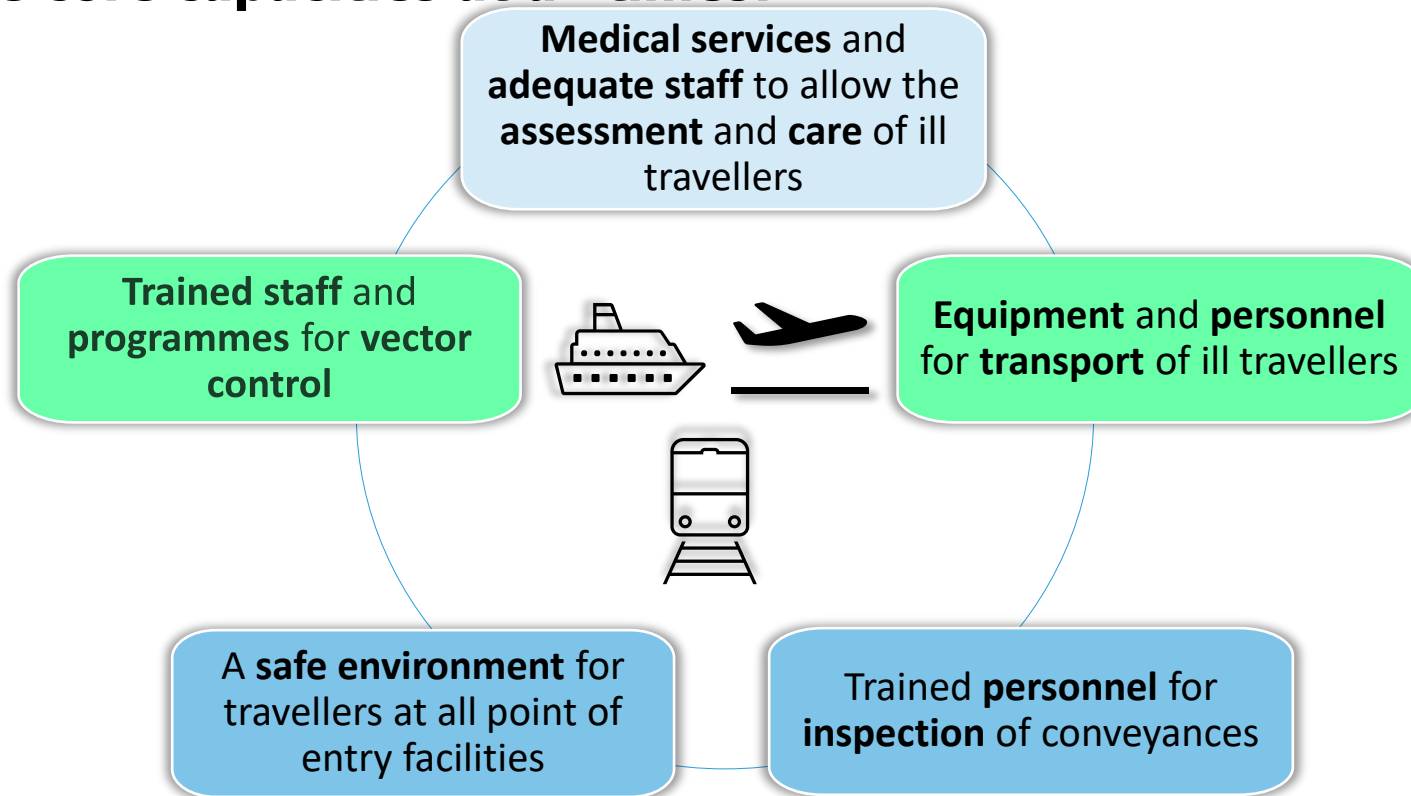 Medical services and
adequate staff to allow the
assessment and care of ill
travellers
Trained staff and
programmes for vector
control
Equipment and personnel
for transport of ill travellers
A safe environment for
travellers at all point of
entry facilities
Trained personnel for
inspection of conveyances